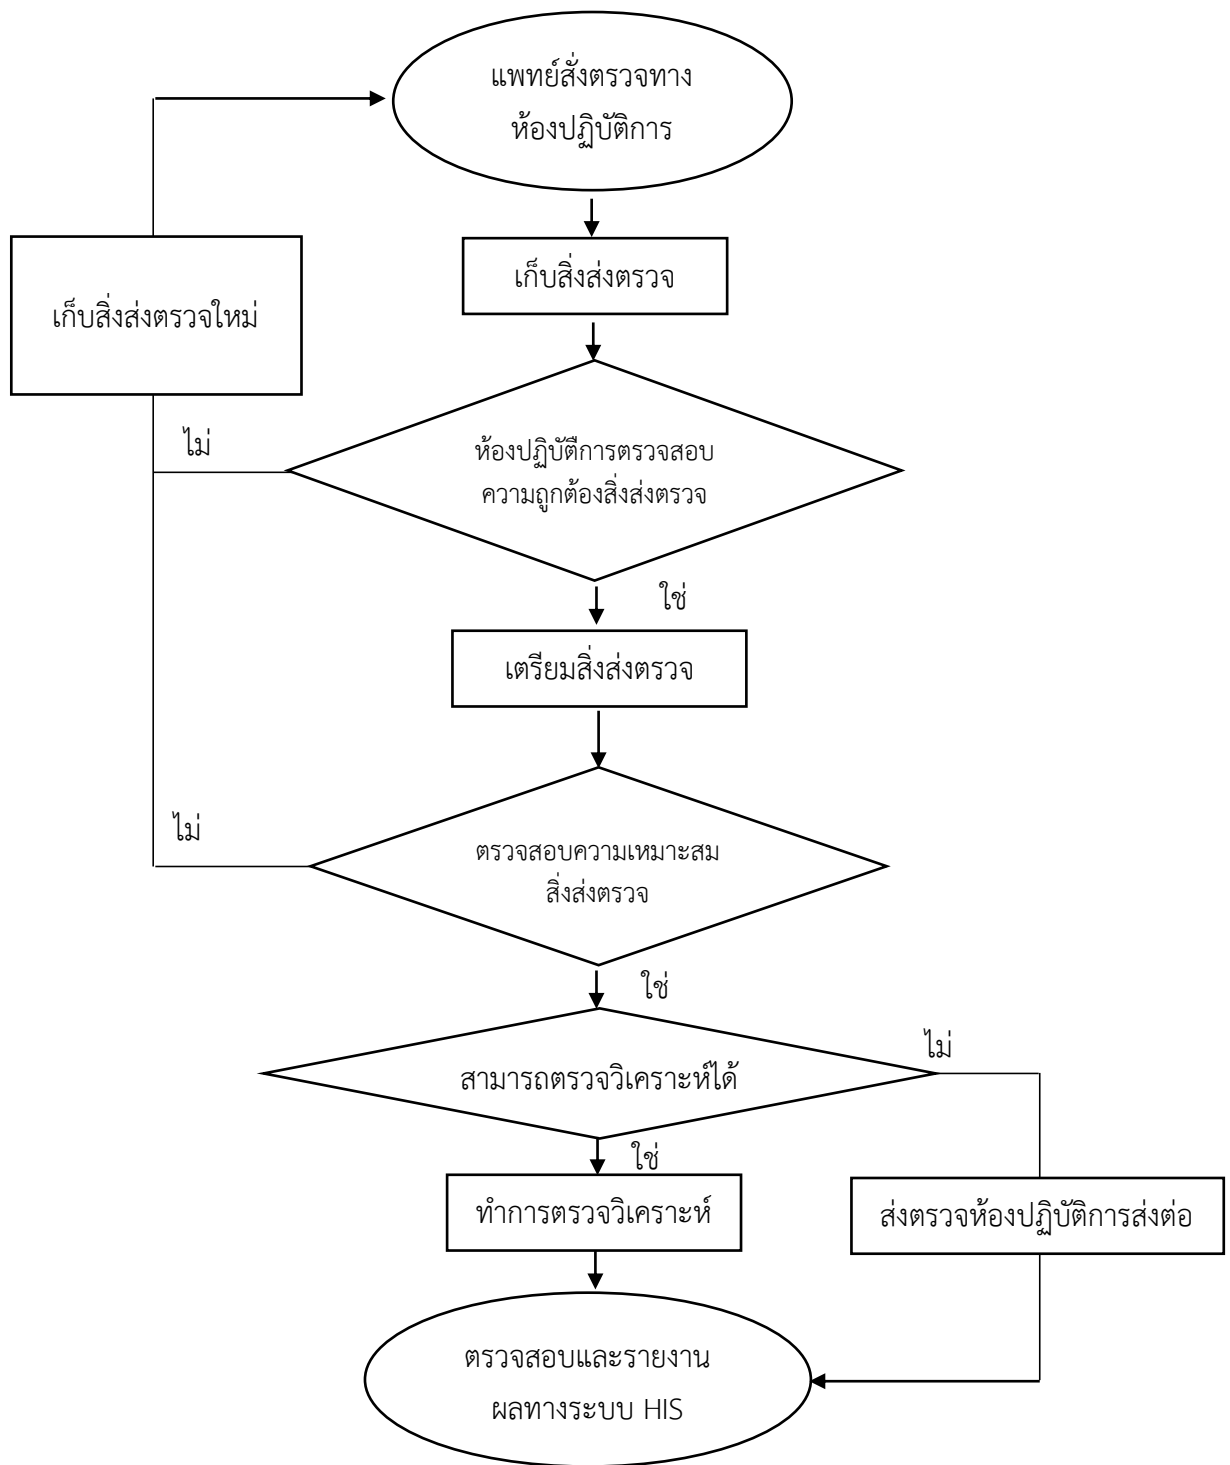 แพทย์สั่งตรวจทาง
ห้องปฏิบัติการ
เก็บสิ่งส่งตรวจ
เก็บสิ่งส่งตรวจใหม่
ไม่
ห้องปฏิบัตืการตรวจสอบ
ความถูกต้องสิ่งส่งตรวจ
ใช่
เตรียมสิ่งส่งตรวจ
ไม่
ตรวจสอบความเหมาะสม
สิ่งส่งตรวจ
ใช่
สามารถตรวจวิเคราะห์ได้
ไม่
ใช่
ทำการตรวจวิเคราะห์
ส่งตรวจห้องปฏิบัติการส่งต่อ
ตรวจสอบและรายงาน
ผลทางระบบ HIS